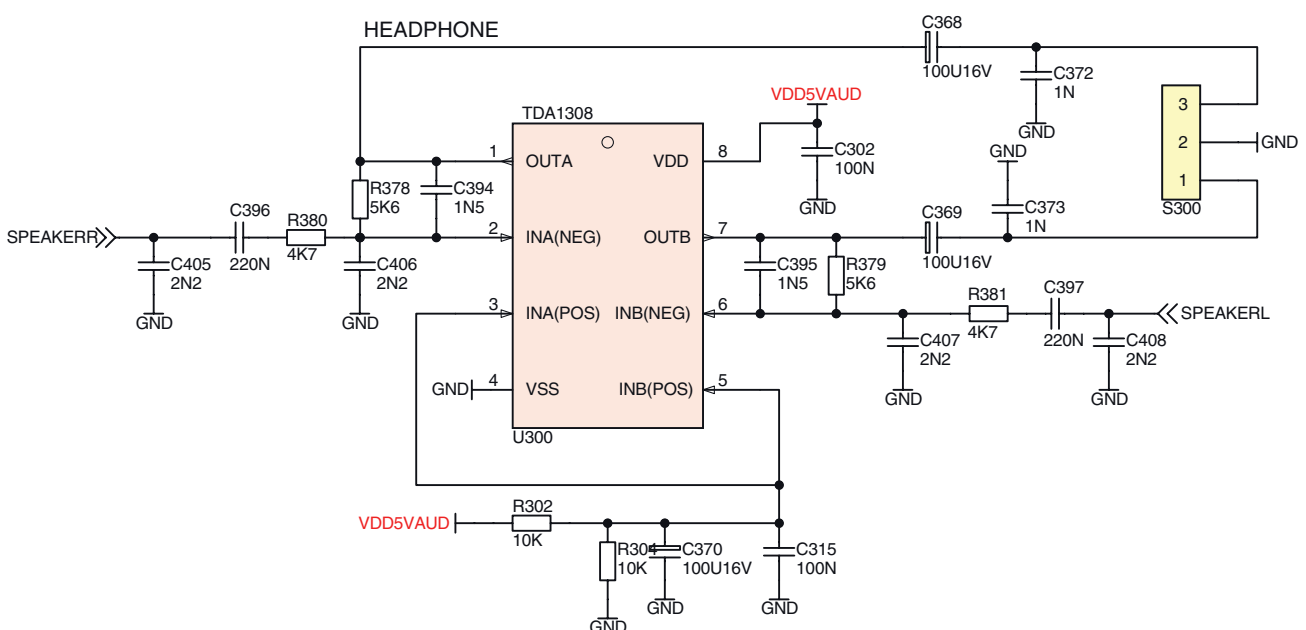 HEADPHONE
C368
100U16V
C372
1N
GND
VDD5VAUD
TDA1308
3
2
1
GND
S300
1
OUTA
VDD
8
C302
100N
GND
GND
R378
5K6
C394
1N5
C373
1N
SPEAKERR
C396
220N
R380
4K7
2
INA(NEG)
OUTB
7
C369
100U16V
C405
2N2
GND
C406
2N2
GND
C395
1N5
R379
5K6
3
INA(POS)
INB(NEG)
6
R381
4K7
C397
220N
SPEAKERL
C407
2N2
GND
C408
2N2
GND
GND
4
VSS
INB(POS)
5
U300
VDD5VAUD
R302
10K
R304
10K
GND
C370
100U16V
GND
C315
100N
GND